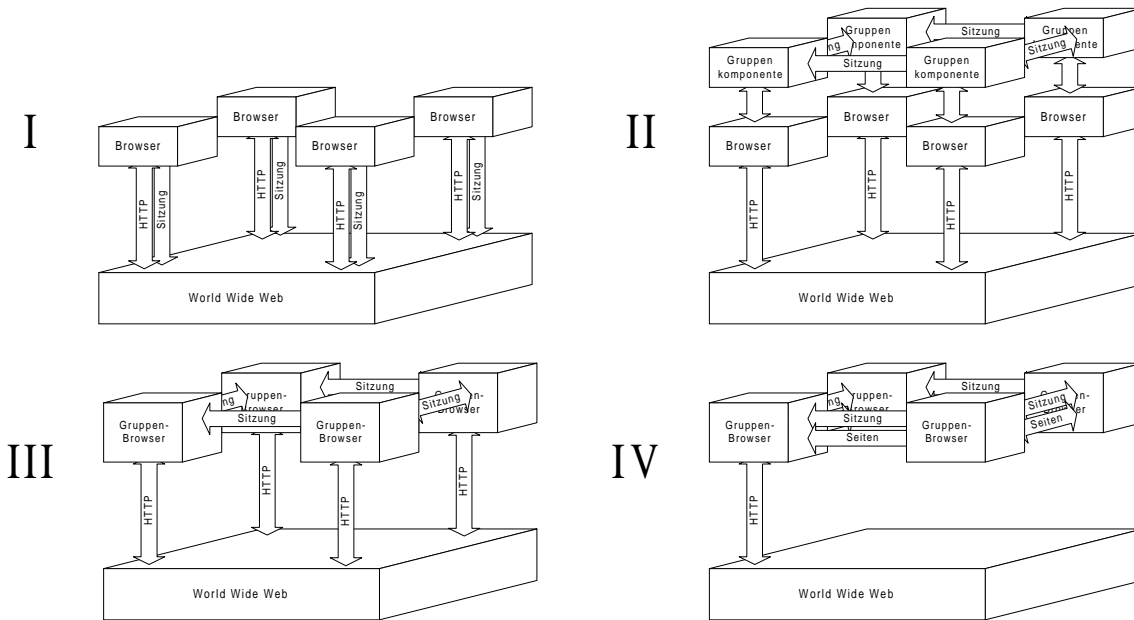 I
Browser
Browser
Browser
Browser
HTTP
Sitzung
HTTP
Sitzung
HTTP
Sitzung
HTTP
Sitzung
World Wide Web
II
Gruppen
Sitzung
Sitzung
Gruppen
komponente
Sitzung
Gruppen
komponente
Browser
Browser
Browser
Browser
HTTP
HTTP
HTTP
HTTP
World Wide Web
III
Sitzung
Sitzung
Sitzung
Gruppen-
Browser
Gruppen-
Browser
HTTP
HTTP
HTTP
HTTP
World Wide Web
IV
Sitzung
Sitzung
Sitzung
Seiten
Seiten
Gruppen-
Browser
Gruppen-
Browser
HTTP
World Wide Web